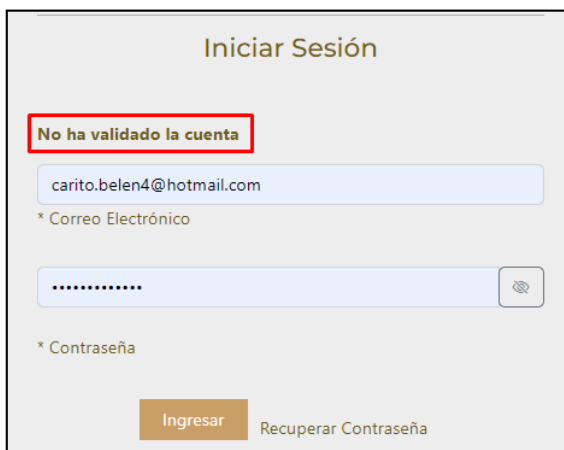 Iniciar Sesión
No ha validado la cuenta
carito.belen4@hotmail.com
* Correo Electrónico
•••••••••••••
* Contraseña
Ingresar Recuperar Contraseña